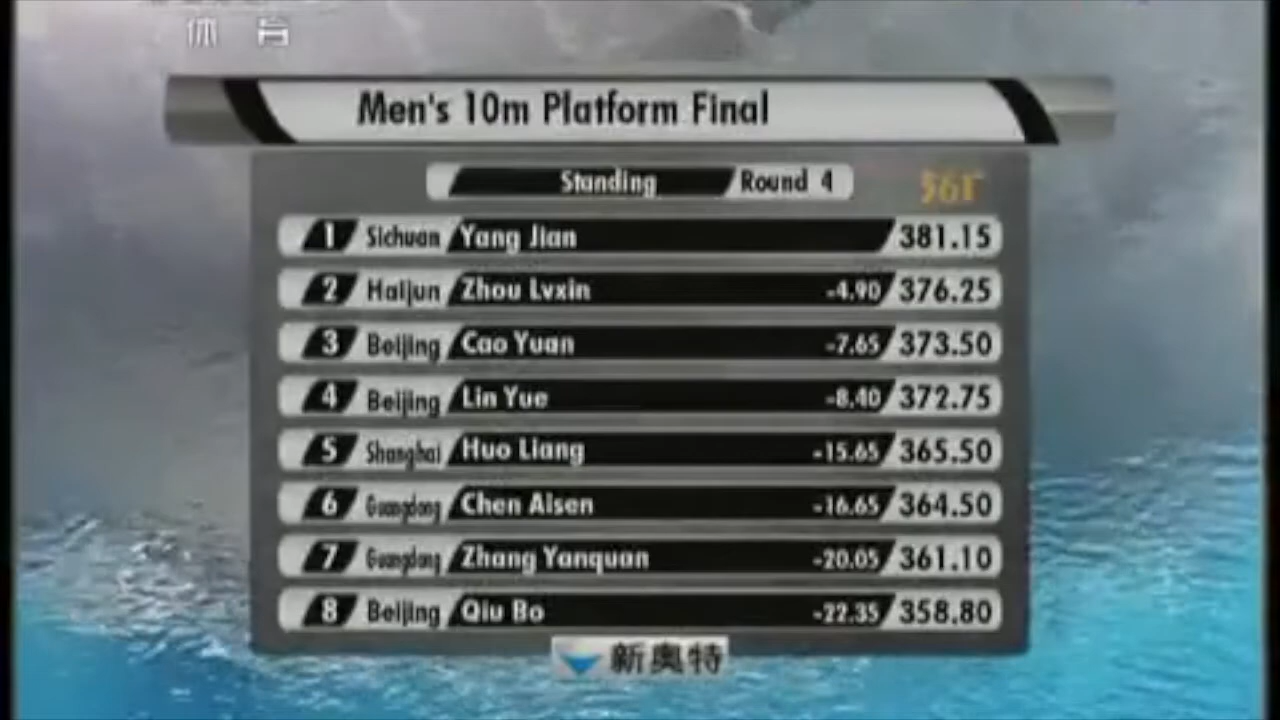 体 育
Men's 10m Platform Final
Standing Round 4
1 Sichuan Yang Jian 381.15
2 Haijun Zhou Lvxin -4.90 376.25
3 Beijing Cao Yuan -7.65 373.50
4 Beijing Lin Yue -8.40 372.75
5 Shanghai Huo Liang -15.65 365.50
6 Guangdong Chen Aisen -16.65 364.50
7 Guangdong Zhang Yanquan -20.05 361.10
8 Beijing Qiu Bo -22.35 358.80
新奥特